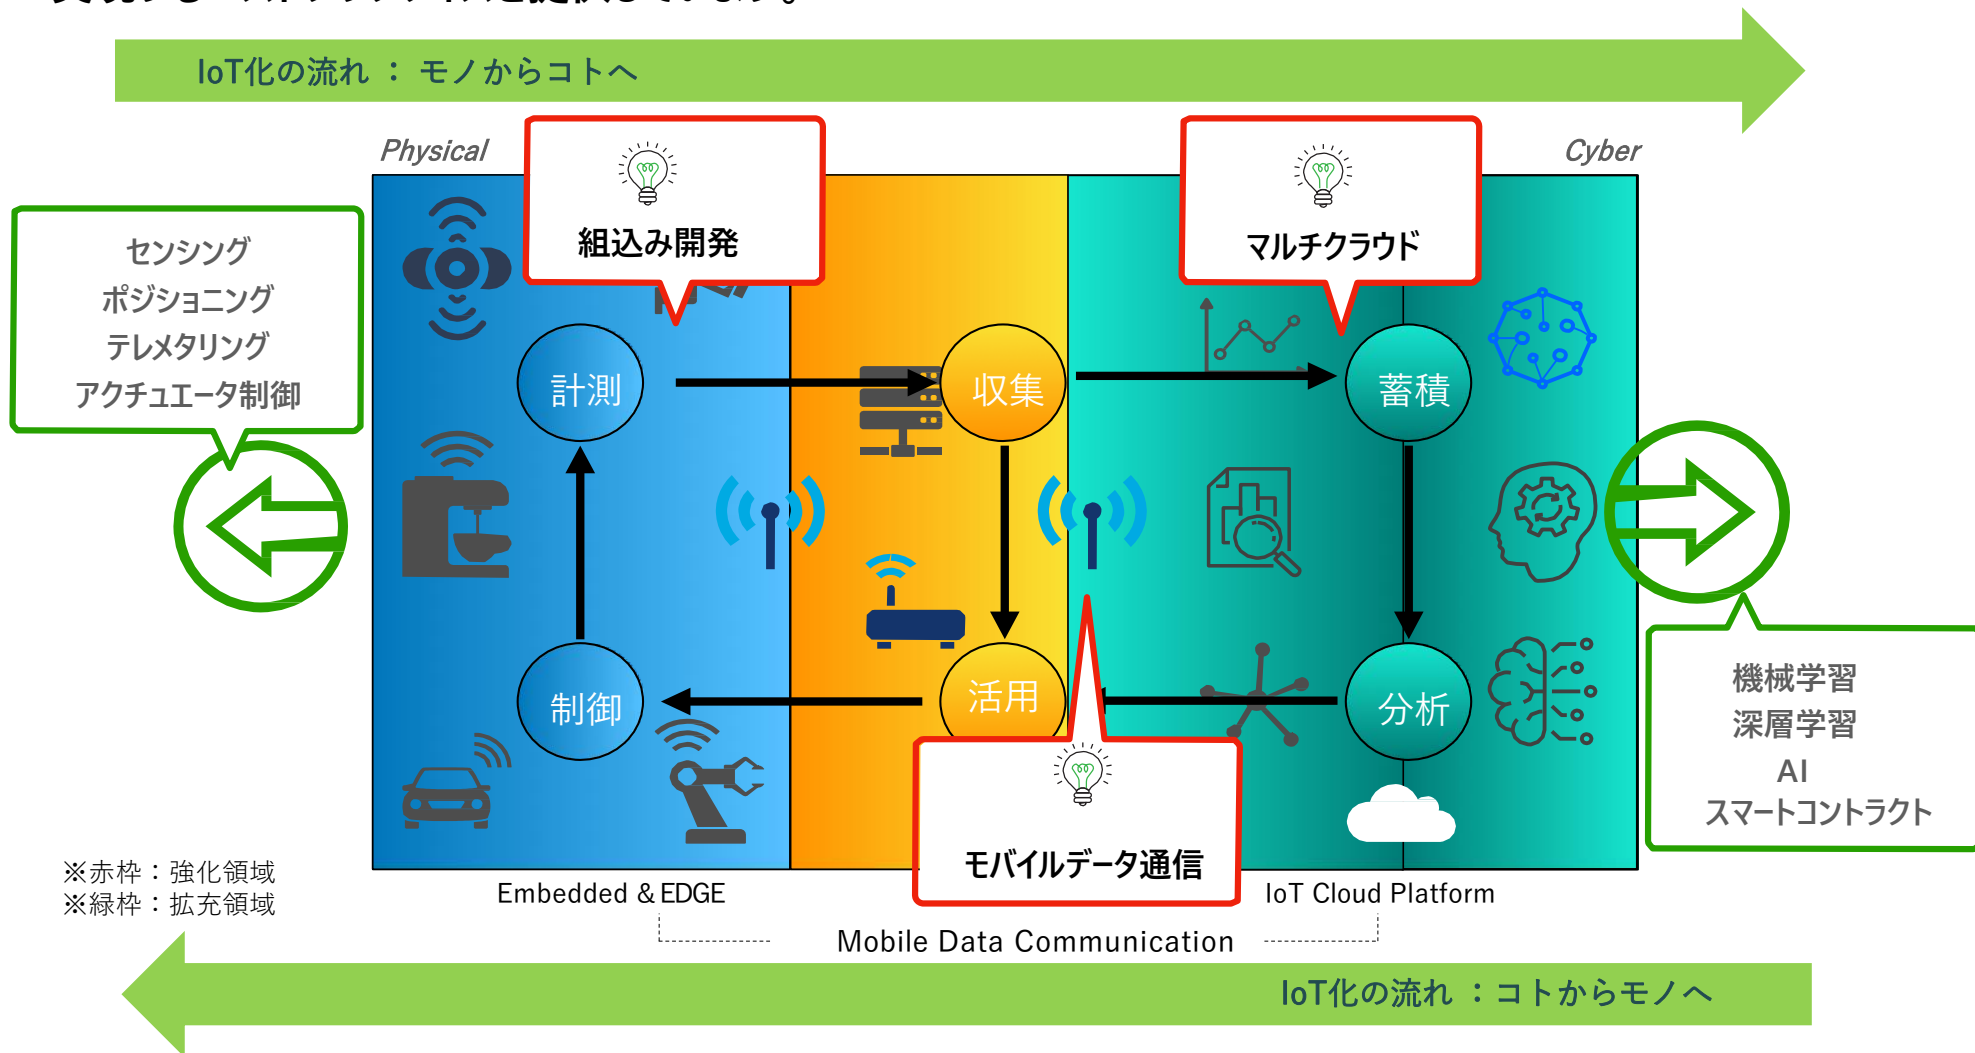 IoT化の流れ ： モノからコトへ
Physical
Cyber
組込み開発
マルチクラウド
センシング
ポジショニング
テレメタリング
アクチュエータ制御
計測
収集
蓄積
制御
活用
分析
機械学習
深層学習
AI
スマートコントラクト
モバイルデータ通信
※赤枠：強化領域
※緑枠：拡充領域
Embedded & EDGE
IoT Cloud Platform
Mobile Data Communication
IoT化の流れ ：コトからモノへ